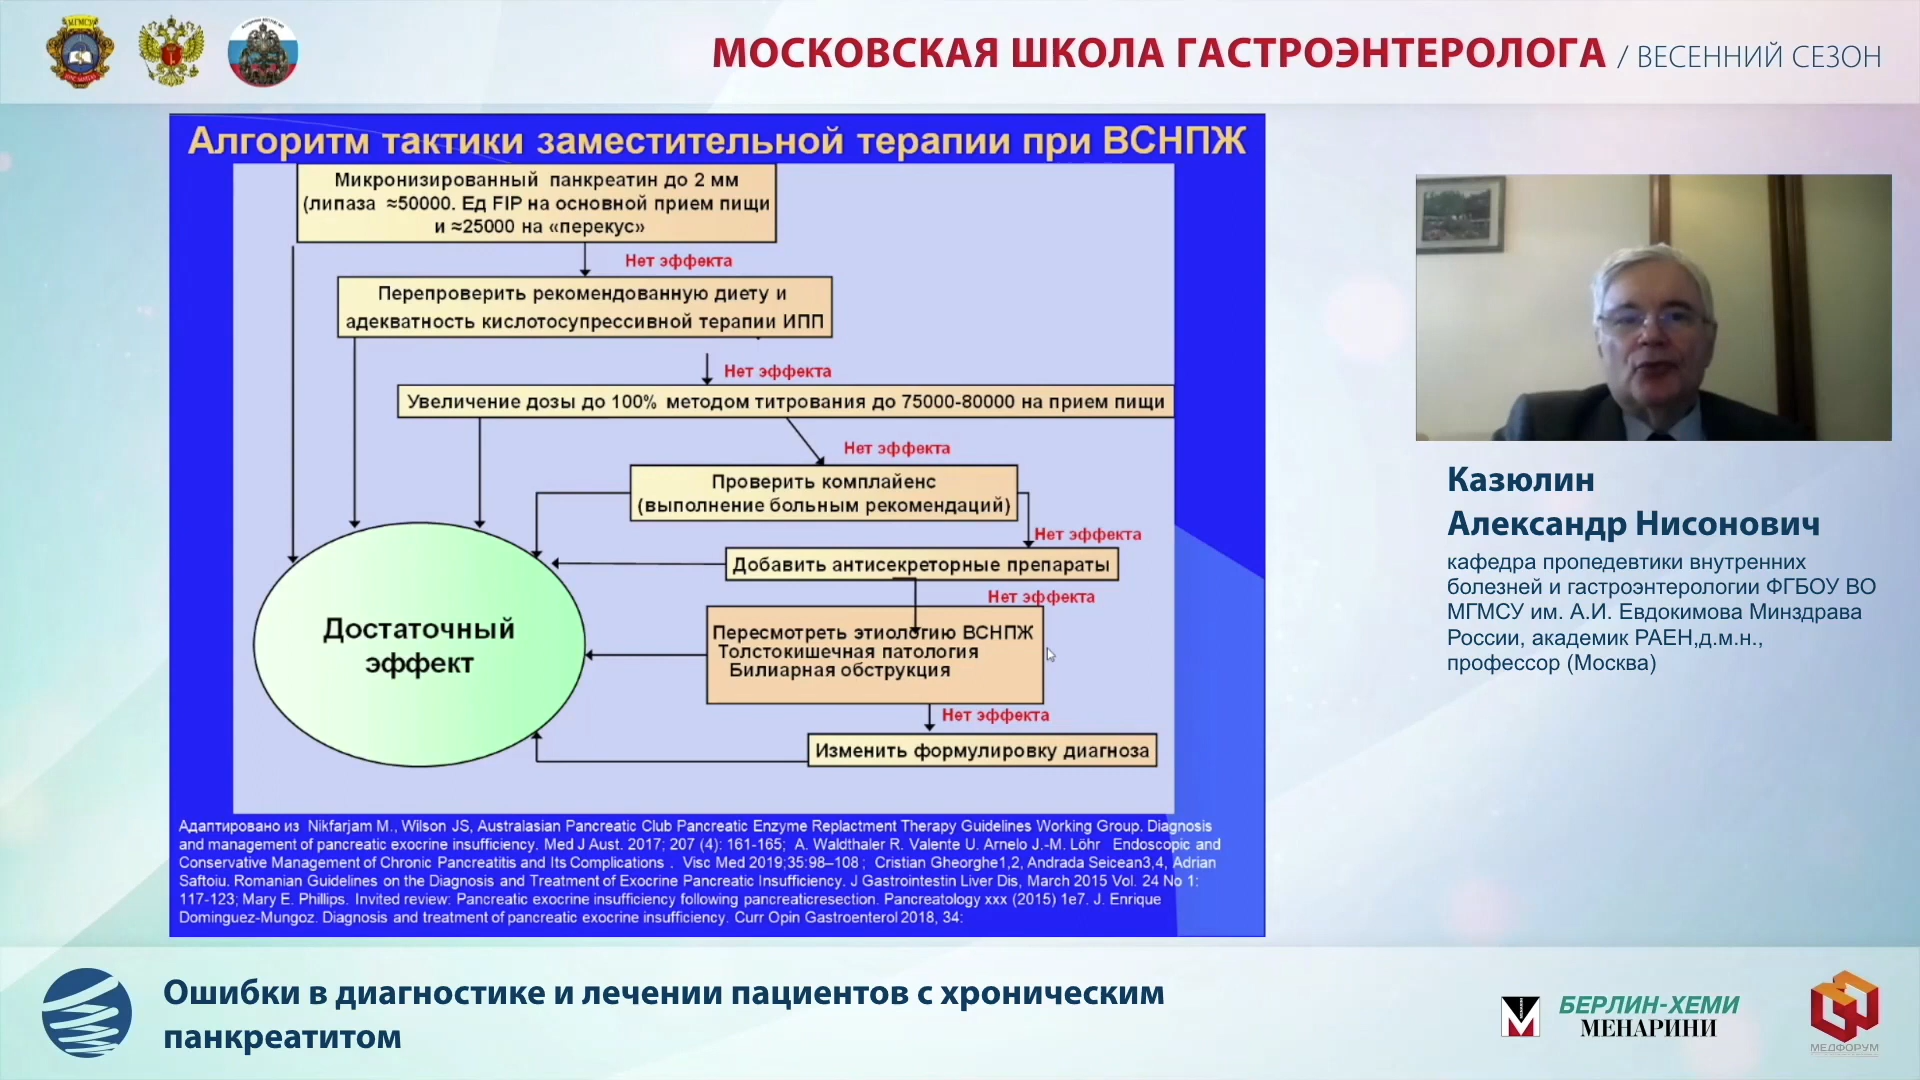 МОСКОВСКАЯ ШКОЛА ГАСТРОЭНТЕРОЛОГА / ВЕСЕННИЙ СЕЗОН
Алгоритм тактики заместительной терапии при ВСНПЖ
Микронизированный панкреатин до 2 мм
(липаза ≈50000. Ед FIP на основной прием пищи
и ≈25000 на «перекус»
Нет эффекта
Перепроверить рекомендованную диету и
адекватность кислотосупрессивной терапии ИПП
Нет эффекта
Увеличение дозы до 100% методом титрования до 75000-80000 на прием пищи
Нет эффекта
Проверить комплайенс
(выполнение больным рекомендаций)
Нет эффекта
Добавить антисекреторные препараты
Нет эффекта
Пересмотреть этиологию ВСНПЖ
Толстокишечная патология
Билиарная обструкция
Нет эффекта
Изменить формулировку диагноза
Достаточный
эффект
Адаптировано из Nikfarjam M., Wilson JS, Australasian Pancreatic Club Pancreatic Enzyme Replactment Therapy Guidelines Working Group. Diagnosis
and management of pancreatic exocrine insufficiency. Med J Aust. 2017; 207 (4): 161-165; A. Waldthaler R. Valente U. Arnelo J.-M. Löhr Endoscopic and
Conservative Management of Chronic Pancreatitis and Its Complications . Visc Med 2019;35:98–108 ; Cristian Gheorghe1,2, Andrada Seicean3,4, Adrian
Saftoiu. Romanian Guidelines on the Diagnosis and Treatment of Exocrine Pancreatic Insufficiency. J Gastrointestin Liver Dis, March 2015 Vol. 24 No 1:
117-123; Mary E. Phillips. Invited review: Pancreatic exocrine insufficiency following pancreaticresection. Pancreatology xxx (2015) 1e7. J. Enrique
Dominguez-Mungoz. Diagnosis and treatment of pancreatic exocrine insufficiency. Curr Opin Gastroenterol 2018, 34:
Казюлин
Александр Нисонович
кафедра пропедевтики внутренних
болезней и гастроэнтерологии ФГБОУ ВО
МГМСУ им. А.И. Евдокимова Минздрава
России, академик РАЕН,д.м.н.,
профессор (Москва)
Ошибки в диагностике и лечении пациентов с хроническим
панкреатитом
БЕРЛИН-ХЕМИ
МЕНАРИНИ
МЕДФОРУМ